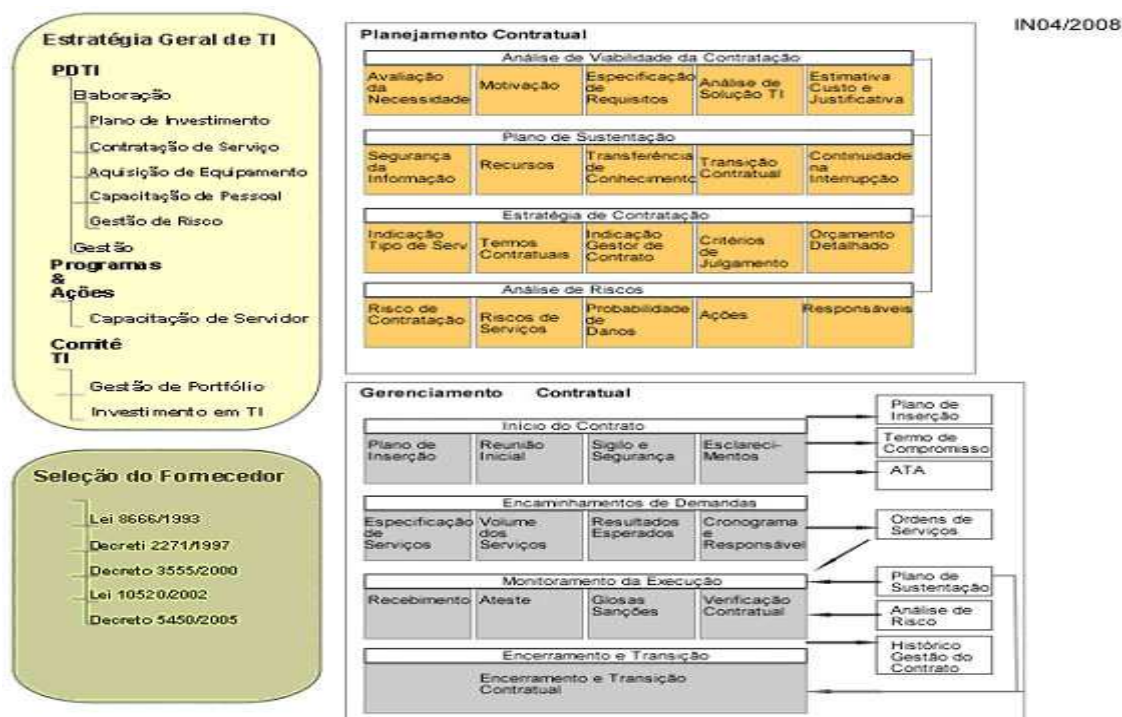 IN04/2008
Estratégia Geral de TI
PDTI
Elaboração
Plano de Investimento
Contratação de Serviço
Aquisição de Equipamento
Capacitação de Pessoal
Gestão de Risco
Gestão
Programas
&
Ações
Capacitação de Servidor
Comitê
TI
Gestão de Portfólio
Investimento em TI
Seleção do Fornecedor
Lei 8666/1993
Decreti 2271/1997
Decreto 3555/2000
Lei 10520/2002
Decreto 5450/2005
Planejamento Contratual
Análise de Viabilidade da Contratação
Avaliação
da
Necessidade
Motivação
Especificação
de
Requisitos
Análise de
Solução TI
Estimativa
Custo e
Justificativa
Plano de Sustentação
Segurança
da
Informação
Recursos
Transferência
de
Conhecimento
Transição
Contratual
Continuidade
na
Interrupção
Estratégia de Contratação
Indicação
Tipo de Serv
Termos
Contratuais
Indicação
Gestor de
Contrato
Critérios
de
Julgamento
Orçamento
Detalhado
Análise de Riscos
Risco de
Contratação
Riscos de
Serviços
Probabilidade
de
Danos
Ações
Responsáveis
Gerenciamento Contratual
Início do Contrato
Plano de
Inserção
Reunião
Inicial
Sigilo e
Segurança
Esclareci-
Mentos
Plano de
Inserção
Termo de
Compromisso
ATA
Encaminhamentos de Demandas
Especificação
de
Serviços
Volume
dos
Serviços
Resultados
Esperados
Cronograma
e
Responsável
Ordens de
Serviços
Monitoramento da Execução
Recebimento
Ateste
Glosas
Sanções
Verificação
Contratual
Plano de
Sustentação
Análise de
Risco
Histórico
Gestão do
Contrato
Encerramento e Transição
Encerramento e Transição
Contratual